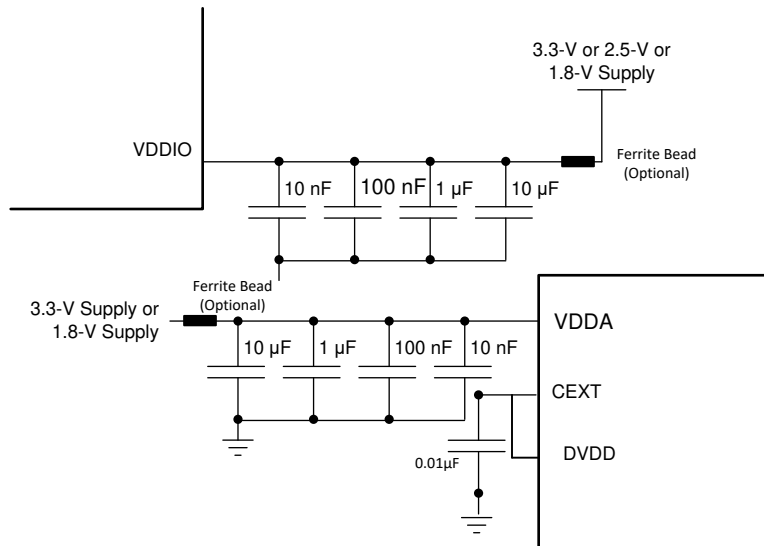 3.3-V or 2.5-V or
1.8-V Supply
VDDIO
Ferrite Bead
(Optional)
10 nF
100 nF
1 µF
10 µF
Ferrite Bead
(Optional)
3.3-V Supply or
1.8-V Supply
VDDA
10 µF
1 µF
100 nF
10 nF
CEXT
0.01µF
DVDD